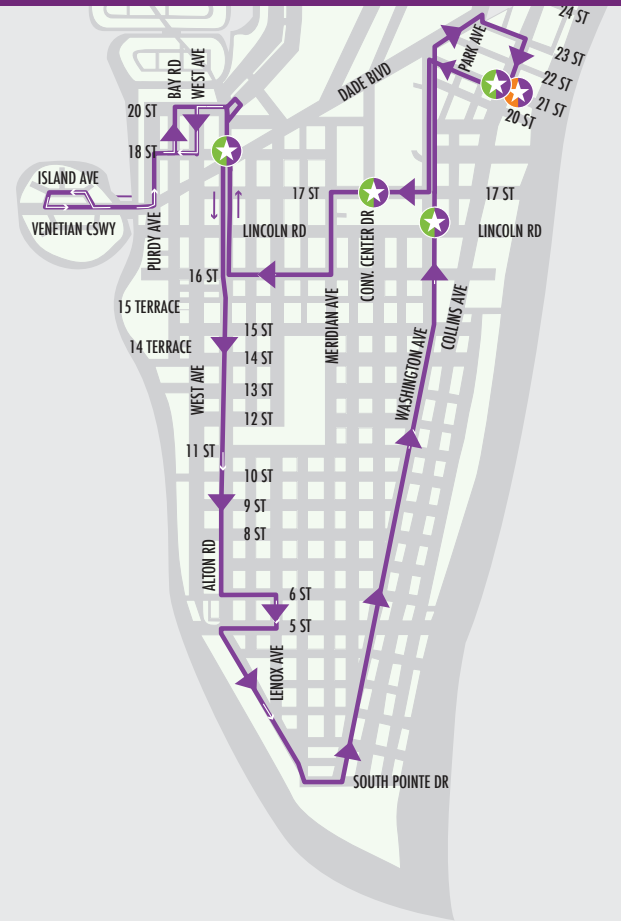 24 ST
PARK AVE
23 ST
22 ST
21 ST
20 ST
DADE BLVD
BAY RD
WEST AVE
20 ST
18 ST
ISLAND AVE
VENETIAN CSWY
PURDY AVE
17 ST
17 ST
LINCOLN RD
LINCOLN RD
CONV. CENTER DR
16 ST
15 TERRACE
15 ST
14 TERRACE
14 ST
MERIDIAN AVE
COLLINS AVE
WASHINGTON AVE
WEST AVE
13 ST
12 ST
11 ST
10 ST
9 ST
8 ST
ALTON RD
6 ST
5 ST
LENOX AVE
SOUTH POINTE DR